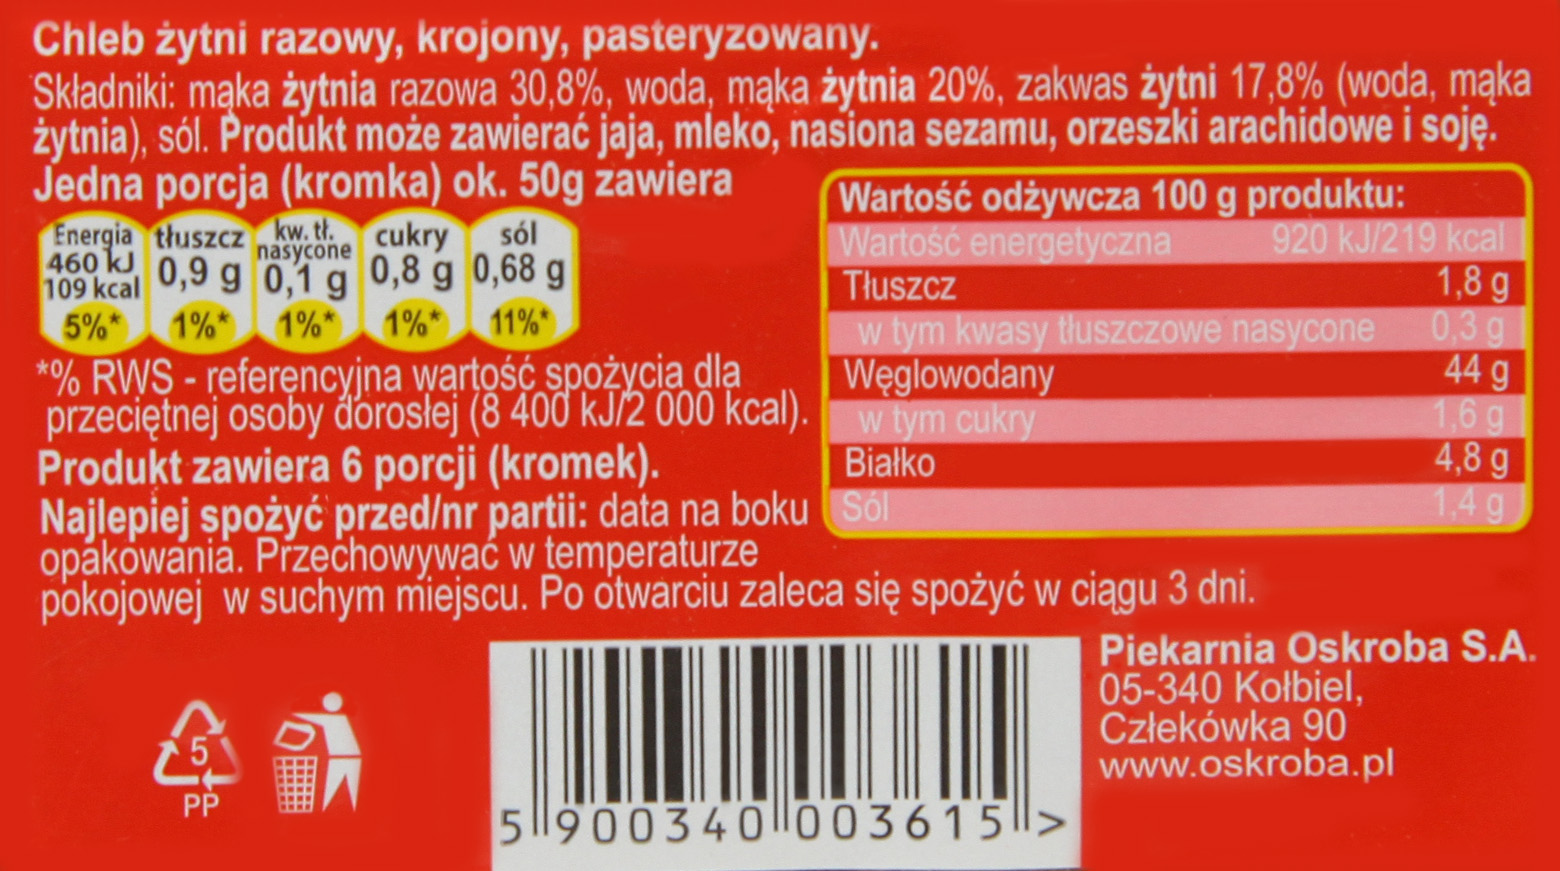 Chleb żytni razowy, krojony, pasteryzowany.
Składniki: mąka żytnia razowa 30,8%, woda, mąka żytnia 20%, zakwas żytni 17,8% (woda, mąka
żytnia), sól. Produkt może zawierać jaja, mleko, nasiona sezamu, orzeszki arachidowe i soję.
Jedna porcja (kromka) ok. 50g zawiera
Energia
460 kJ
109 kcal
5%*
tłuszcz
0,9 g
1%*
kw. tł.
nasycone
0,1 g
1%*
cukry
0,8 g
1%*
sól
0,68 g
11%*
*% RWS - referencyjna wartość spożycia dla
przeciętnej osoby dorosłej (8 400 kJ/2 000 kcal).
Produkt zawiera 6 porcji (kromek).
Najlepiej spożyć przed/nr partii: data na boku
opakowania. Przechowywać w temperaturze
pokojowej w suchym miejscu. Po otwarciu zaleca się spożyć w ciągu 3 dni.
Wartość odżywcza 100 g produktu:
Wartość energetyczna 920 kJ/219 kcal
Tłuszcz 1,8 g
w tym kwasy tłuszczowe nasycone 0,3 g
Węglowodany 44 g
w tym cukry 1,6 g
Białko 4,8 g
Sól 1,4 g
5
PP
5 900340 003615 >
Piekarnia Oskroba S.A.
05-340 Kołbiel,
Człekówka 90
www.oskroba.pl